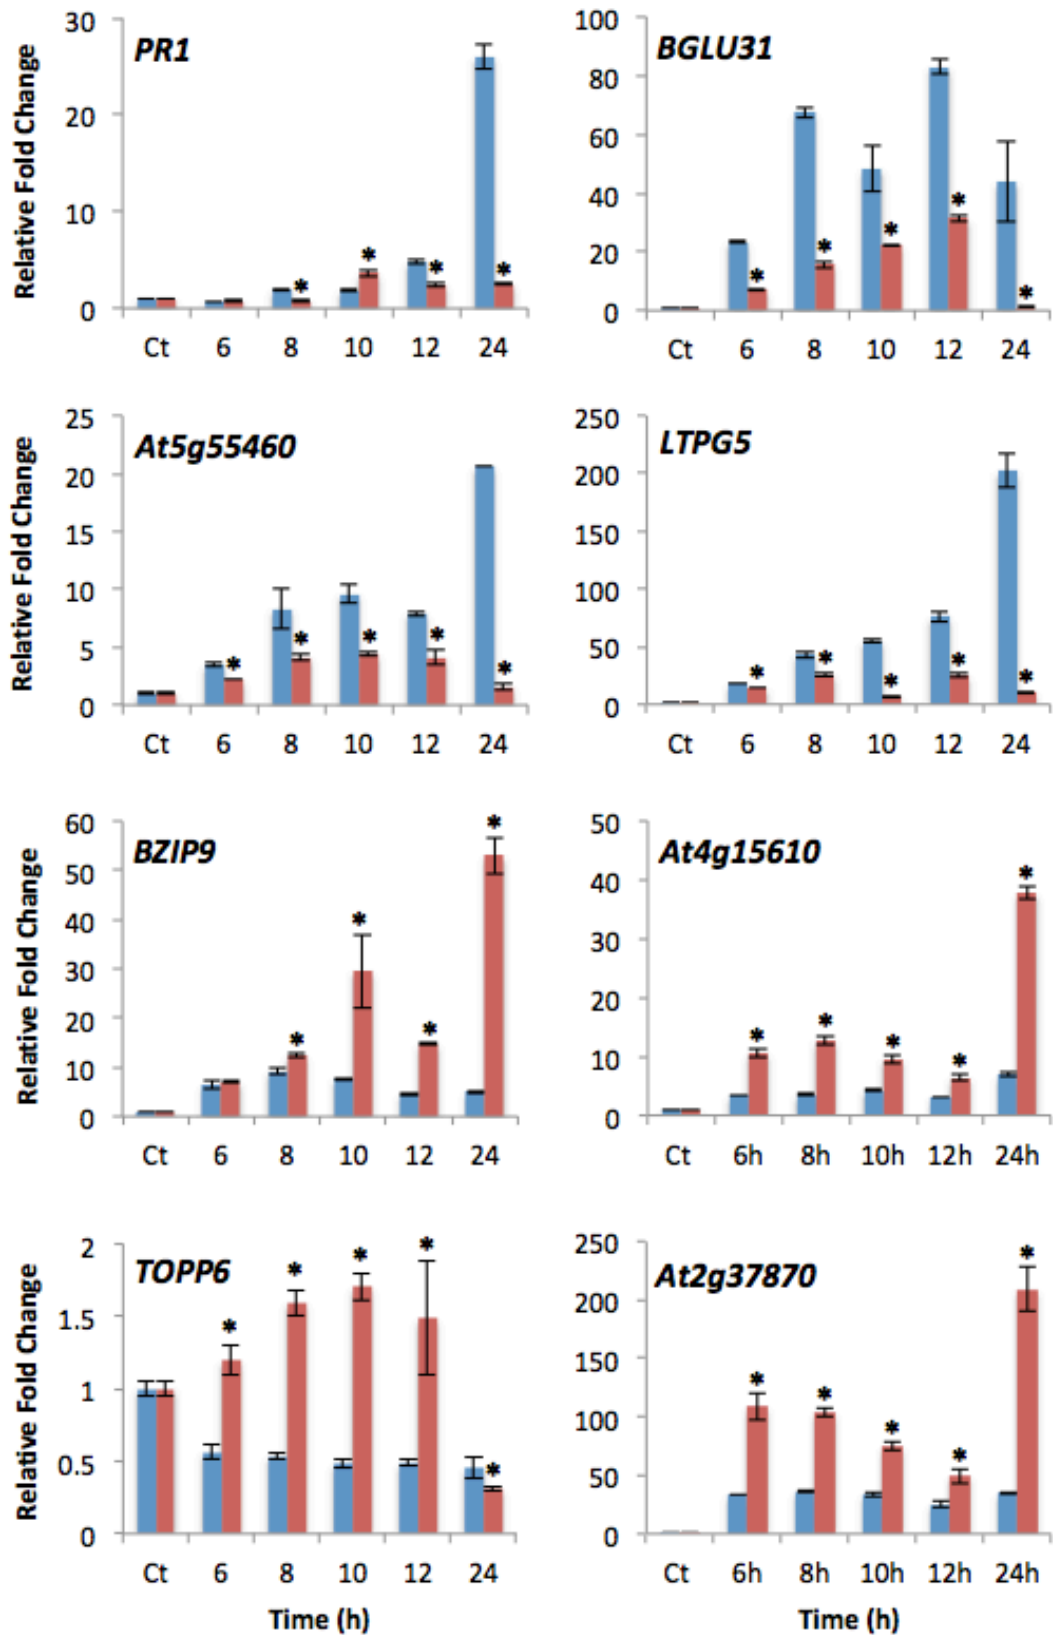 PR1
Relative Fold Change
30
20
10
0
* * * *
Ct 6 8 10 12 24
BGLU31
100
80
60
40
20
0
* * * * *
Ct 6 8 10 12 24
At5g55460
Relative Fold Change
25
20
15
10
5
0
* * * * *
Ct 6 8 10 12 24
LTPG5
250
200
150
100
50
0
* * * * *
Ct 6 8 10 12 24
BZIP9
Relative Fold Change
60
50
40
30
20
10
0
* * * *
Ct 6 8 10 12 24
At4g15610
50
40
30
20
10
0
* * * * *
Ct 6h 8h 10h 12h 24h
TOPP6
Relative Fold Change
2
1.5
1
0.5
0
* * * * *
Ct 6 8 10 12 24
Time (h)
At2g37870
250
200
150
100
50
0
* * * * *
Ct 6h 8h 10h 12h 24h
Time (h)